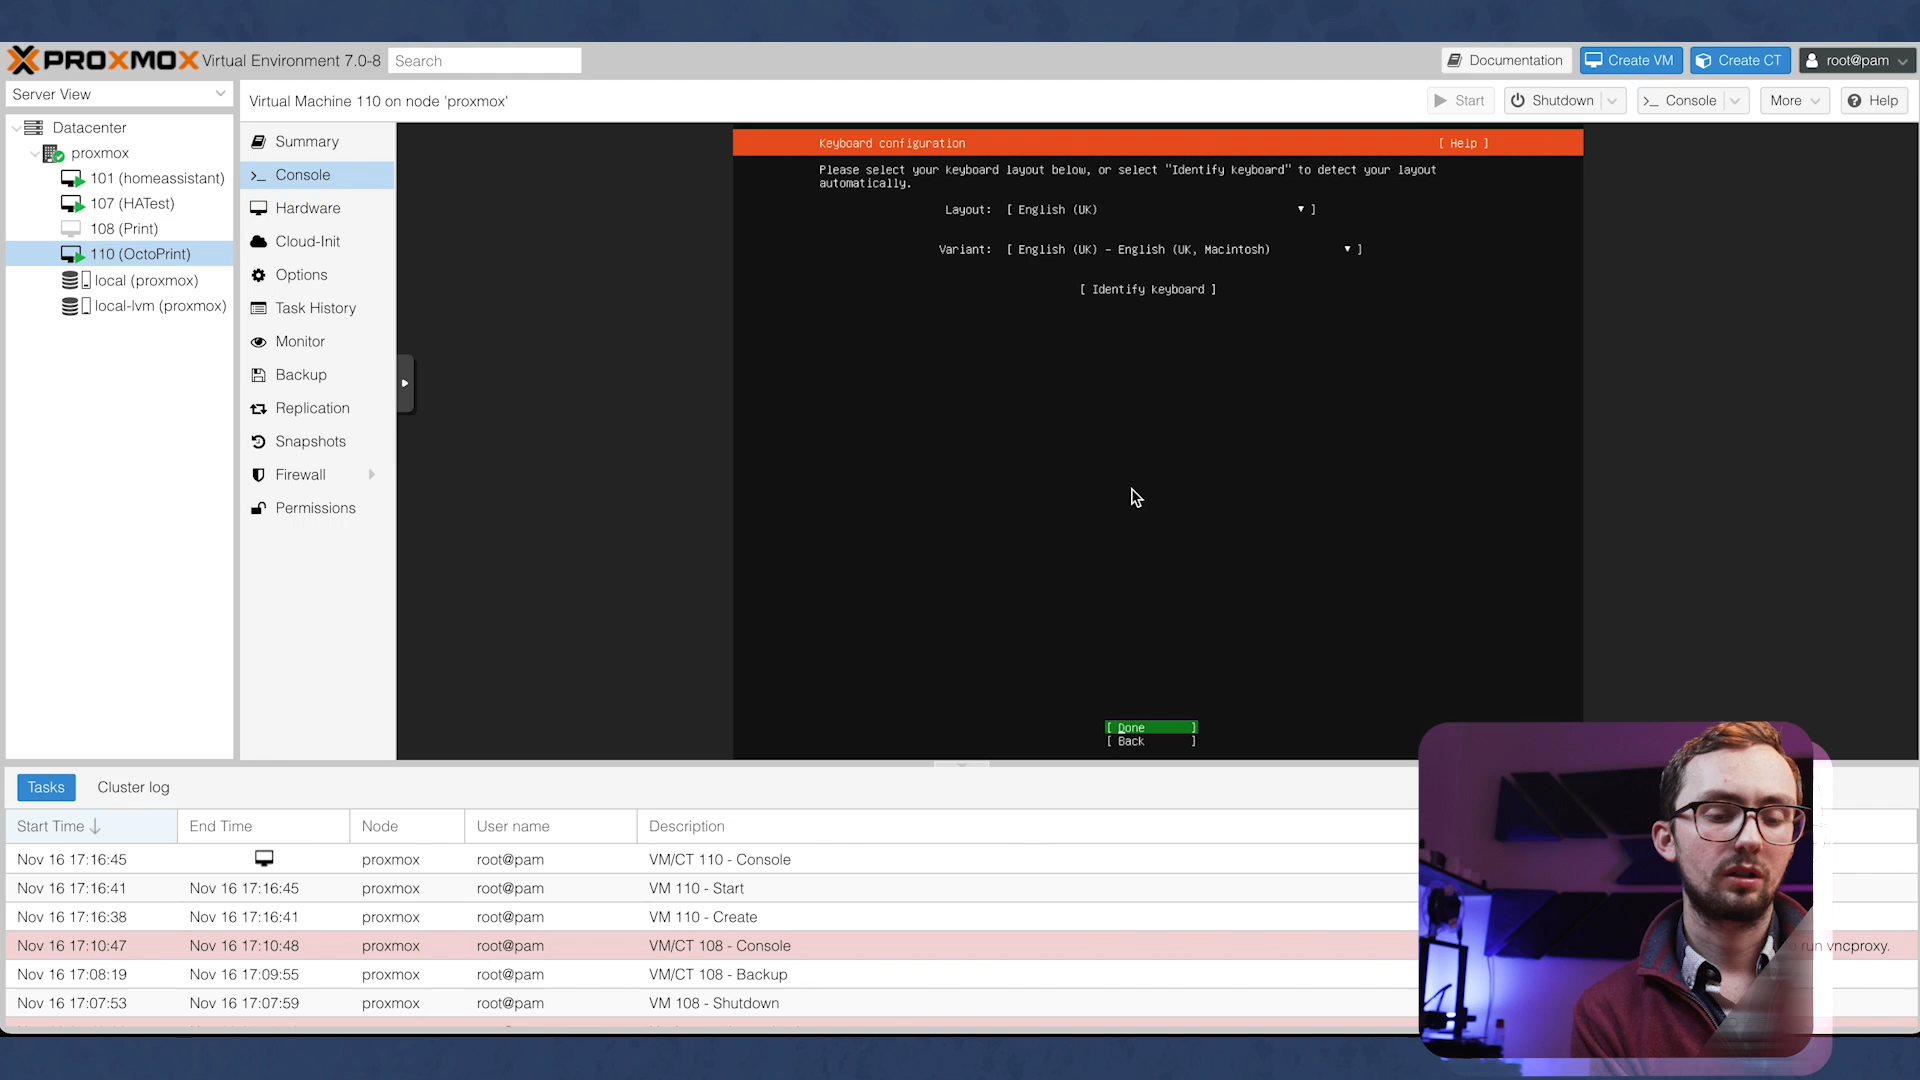 PROXMOX Virtual Environment 7.0-8
Search
Documentation
Create VM
Create CT
root@pam
Server View
Virtual Machine 110 on node 'proxmox'
Start
Shutdown
Console
More
Help
Datacenter
proxmox
101 (homeassistant)
107 (HATest)
108 (Print)
110 (OctoPrint)
local (proxmox)
local-lvm (proxmox)
Summary
Console
Hardware
Cloud-Init
Options
Task History
Monitor
Backup
Replication
Snapshots
Firewall
Permissions
Keyboard configuration [ Help ]
Please select your keyboard layout below, or select "Identify keyboard" to detect your layout
automatically.
Layout: [ English (UK) ▾ ]
Variant: [ English (UK) - English (UK, Macintosh) ▾ ]
[ Identify keyboard ]
[ Done ]
[ Back ]
Tasks
Cluster log
Start Time End Time Node User name Description
Nov 16 17:16:45 proxmox root@pam VM/CT 110 - Console
Nov 16 17:16:41 Nov 16 17:16:45 proxmox root@pam VM 110 - Start
Nov 16 17:16:38 Nov 16 17:16:41 proxmox root@pam VM 110 - Create
Nov 16 17:10:47 Nov 16 17:10:48 proxmox root@pam VM/CT 108 - Console run vncproxy.
Nov 16 17:08:19 Nov 16 17:09:55 proxmox root@pam VM/CT 108 - Backup
Nov 16 17:07:53 Nov 16 17:07:59 proxmox root@pam VM 108 - Shutdown